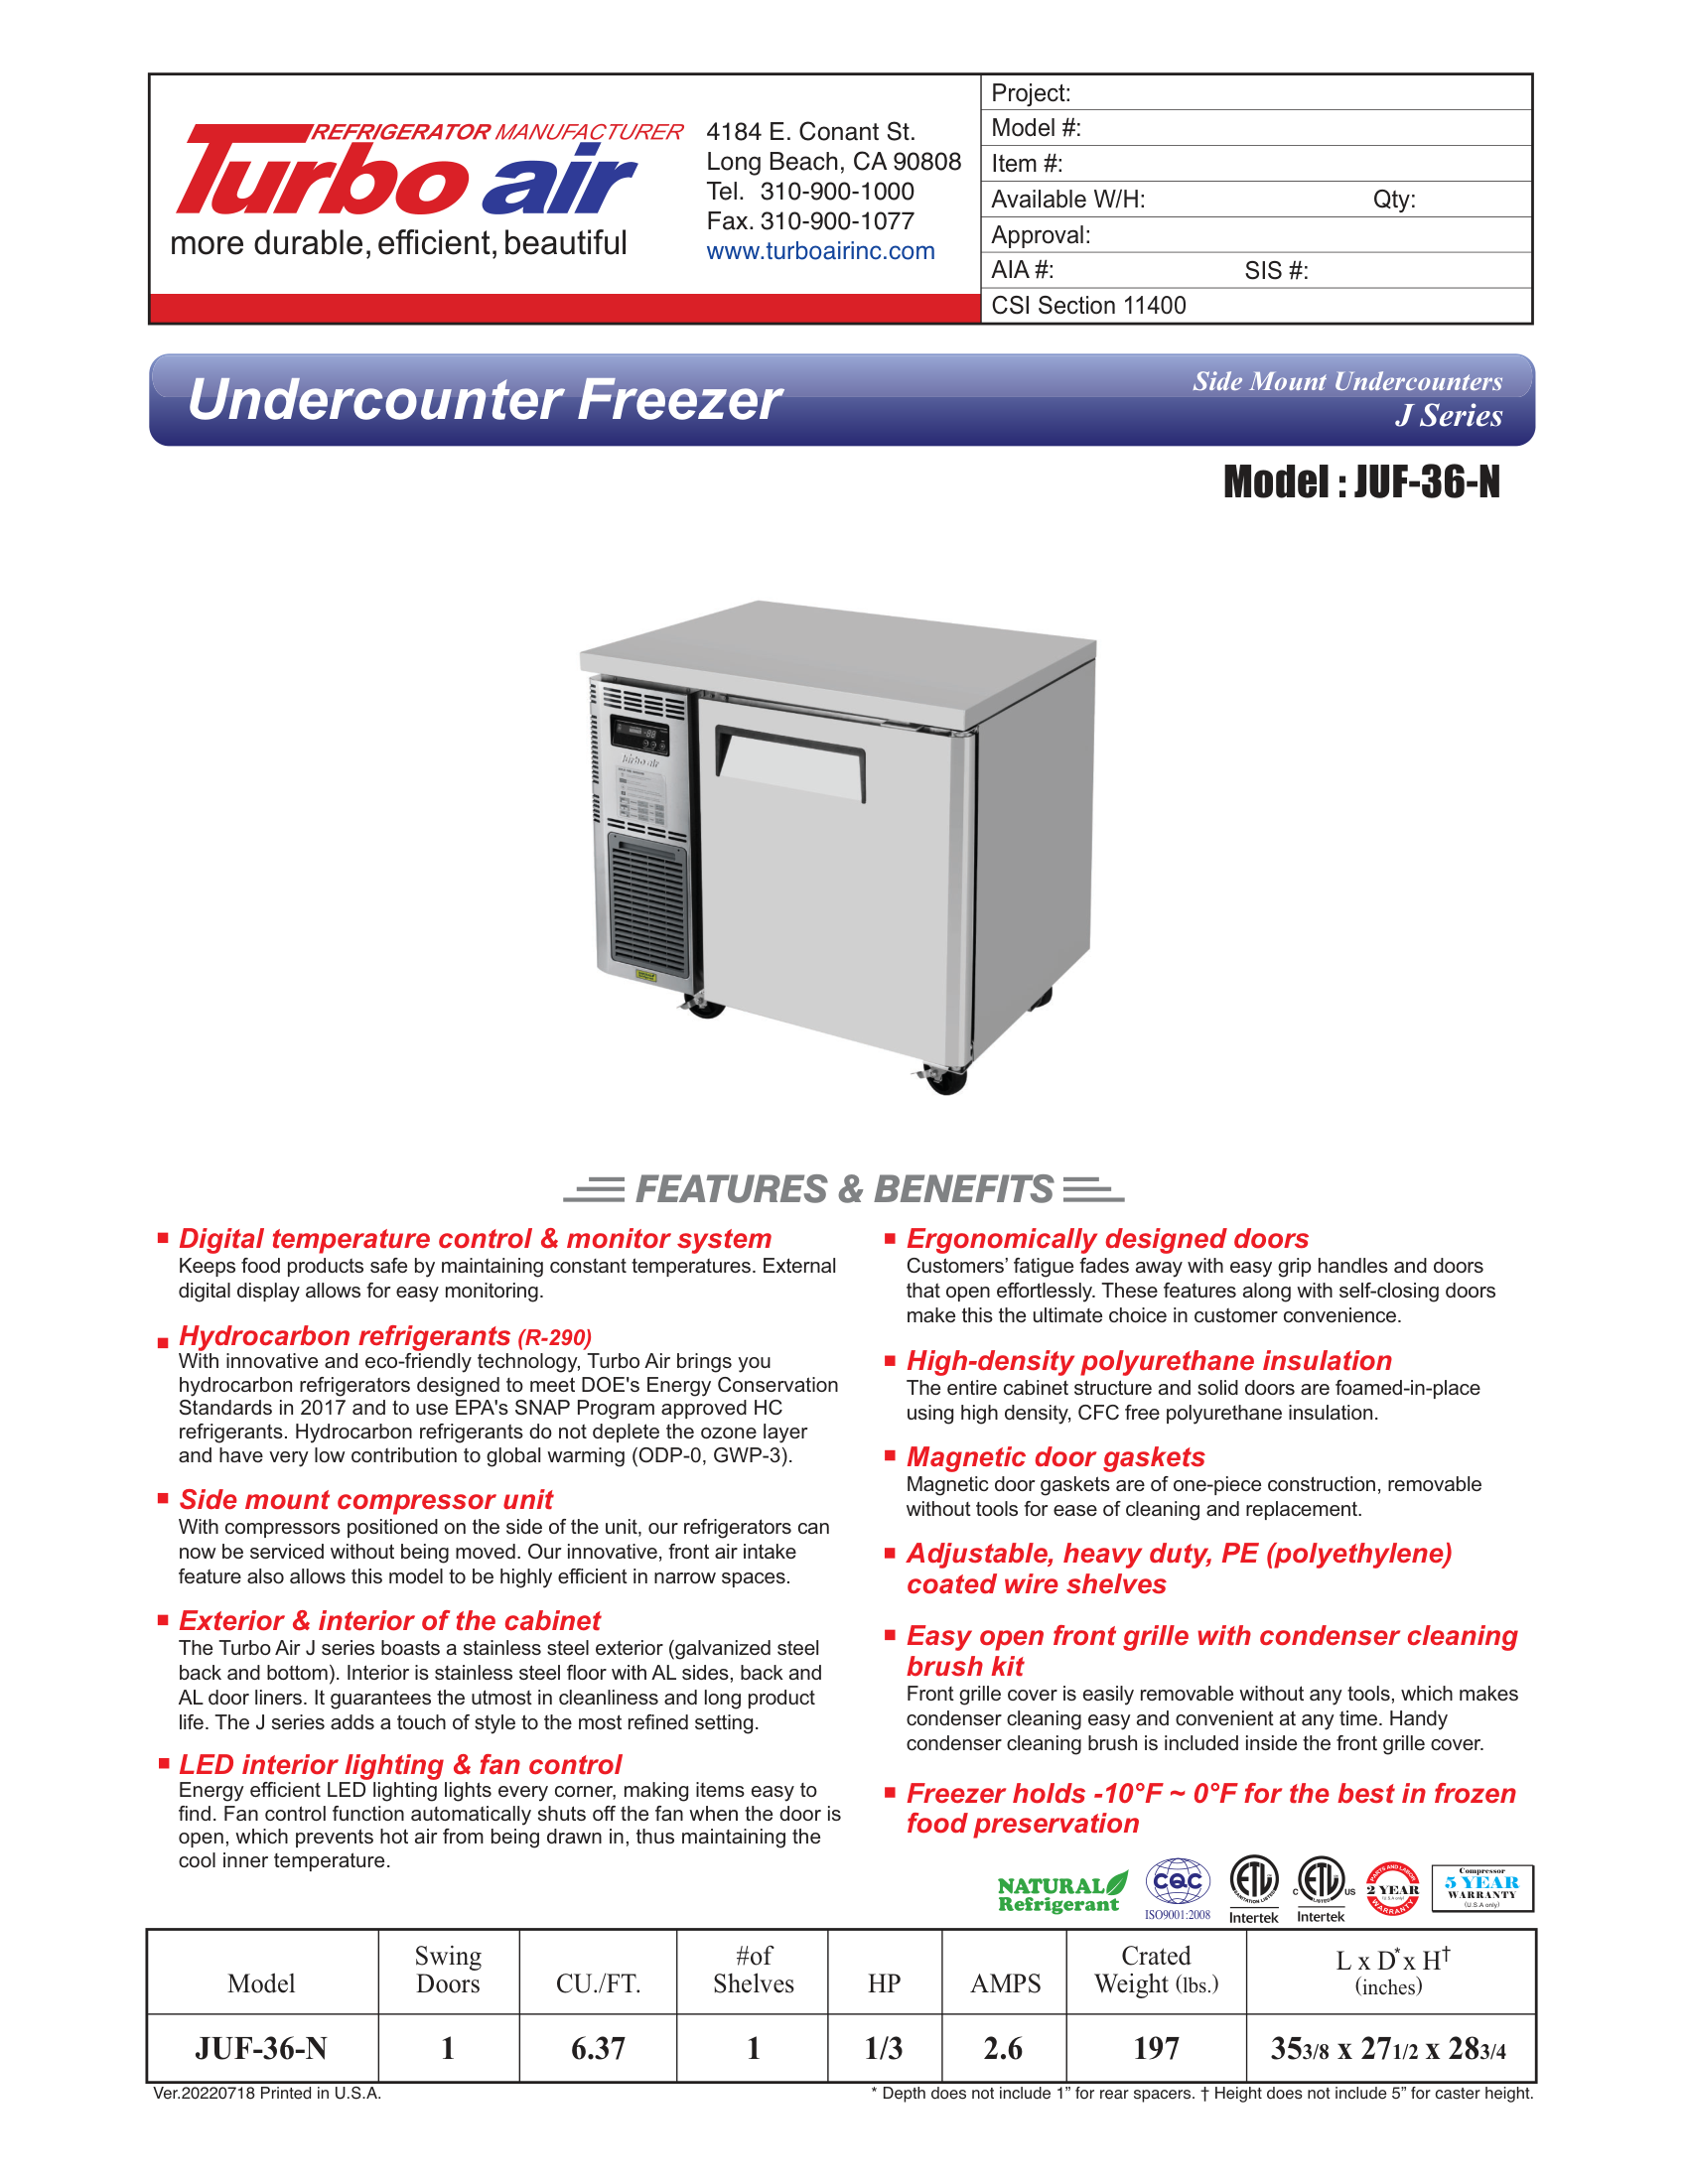 REFRIGERATOR MANUFACTURER
Turbo air
more durable, efficient, beautiful
4184 E. Conant St.
Long Beach, CA 90808
Tel. 310-900-1000
Fax. 310-900-1077
www.turboairinc.com
Project:
Model #:
Item #:
Available W/H: Qty:
Approval:
AIA #: SIS #:
CSI Section 11400
Undercounter Freezer
Side Mount Undercounters
J Series
Model : JUF-36-N
Turbo air
FEATURES & BENEFITS
Digital temperature control & monitor system
Keeps food products safe by maintaining constant temperatures. External
digital display allows for easy monitoring.
Hydrocarbon refrigerants (R-290)
With innovative and eco-friendly technology, Turbo Air brings you
hydrocarbon refrigerators designed to meet DOE's Energy Conservation
Standards in 2017 and to use EPA's SNAP Program approved HC
refrigerants. Hydrocarbon refrigerants do not deplete the ozone layer
and have very low contribution to global warming (ODP-0, GWP-3).
Side mount compressor unit
With compressors positioned on the side of the unit, our refrigerators can
now be serviced without being moved. Our innovative, front air intake
feature also allows this model to be highly efficient in narrow spaces.
Exterior & interior of the cabinet
The Turbo Air J series boasts a stainless steel exterior (galvanized steel
back and bottom). Interior is stainless steel floor with AL sides, back and
AL door liners. It guarantees the utmost in cleanliness and long product
life. The J series adds a touch of style to the most refined setting.
LED interior lighting & fan control
Energy efficient LED lighting lights every corner, making items easy to
find. Fan control function automatically shuts off the fan when the door is
open, which prevents hot air from being drawn in, thus maintaining the
cool inner temperature.
Ergonomically designed doors
Customers' fatigue fades away with easy grip handles and doors
that open effortlessly. These features along with self-closing doors
make this the ultimate choice in customer convenience.
High-density polyurethane insulation
The entire cabinet structure and solid doors are foamed-in-place
using high density, CFC free polyurethane insulation.
Magnetic door gaskets
Magnetic door gaskets are of one-piece construction, removable
without tools for ease of cleaning and replacement.
Adjustable, heavy duty, PE (polyethylene)
coated wire shelves
Easy open front grille with condenser cleaning
brush kit
Front grille cover is easily removable without any tools, which makes
condenser cleaning easy and convenient at any time. Handy
condenser cleaning brush is included inside the front grille cover.
Freezer holds -10°F ~ 0°F for the best in frozen
food preservation
NATURAL
Refrigerant
CQC
ISO9001:2008
ETL
SANITATION LISTED
Intertek
C ETL US
LISTED
Intertek
PARTS AND LABOR
2 YEAR
(U.S.A only)
WARRANTY
Compressor
5 YEAR
WARRANTY
(U.S.A only)
Model Swing Doors CU./FT. #of Shelves HP AMPS Crated Weight (lbs.) L x D* x H† (inches)
JUF-36-N 1 6.37 1 1/3 2.6 197 353/8 x 271/2 x 283/4
Ver.20220718 Printed in U.S.A.
* Depth does not include 1” for rear spacers. † Height does not include 5” for caster height.